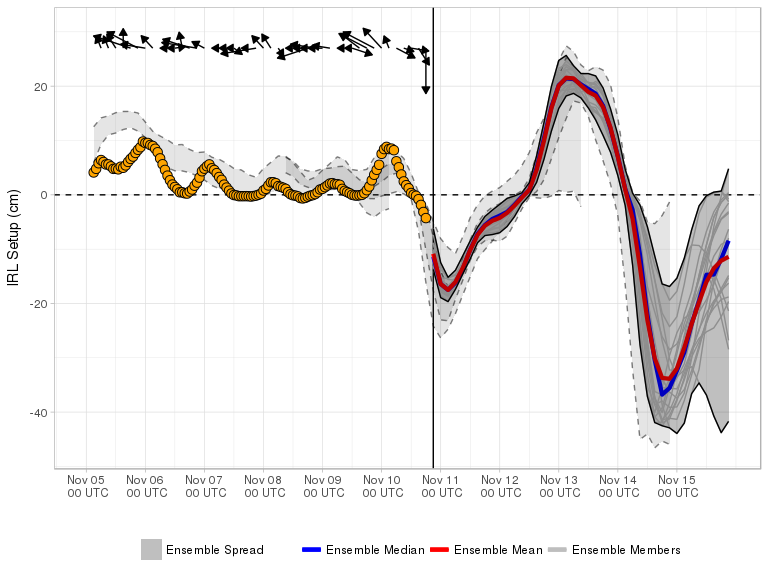 IRL Setup (cm)
20
0
-20
-40
Nov 05 Nov 06 Nov 07 Nov 08 Nov 09 Nov 10 Nov 11 Nov 12 Nov 13 Nov 14 Nov 15
00 UTC 00 UTC 00 UTC 00 UTC 00 UTC 00 UTC 00 UTC 00 UTC 00 UTC 00 UTC 00 UTC
Ensemble Spread Ensemble Median Ensemble Mean Ensemble Members